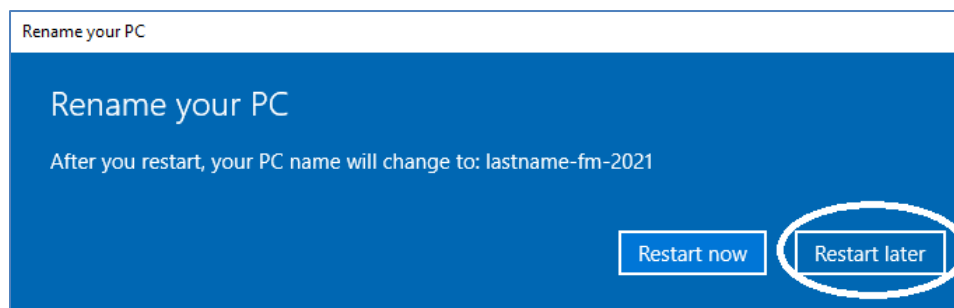 Rename your PC
Rename your PC
After you restart, your PC name will change to: lastname-fm-2021
Restart now
Restart later